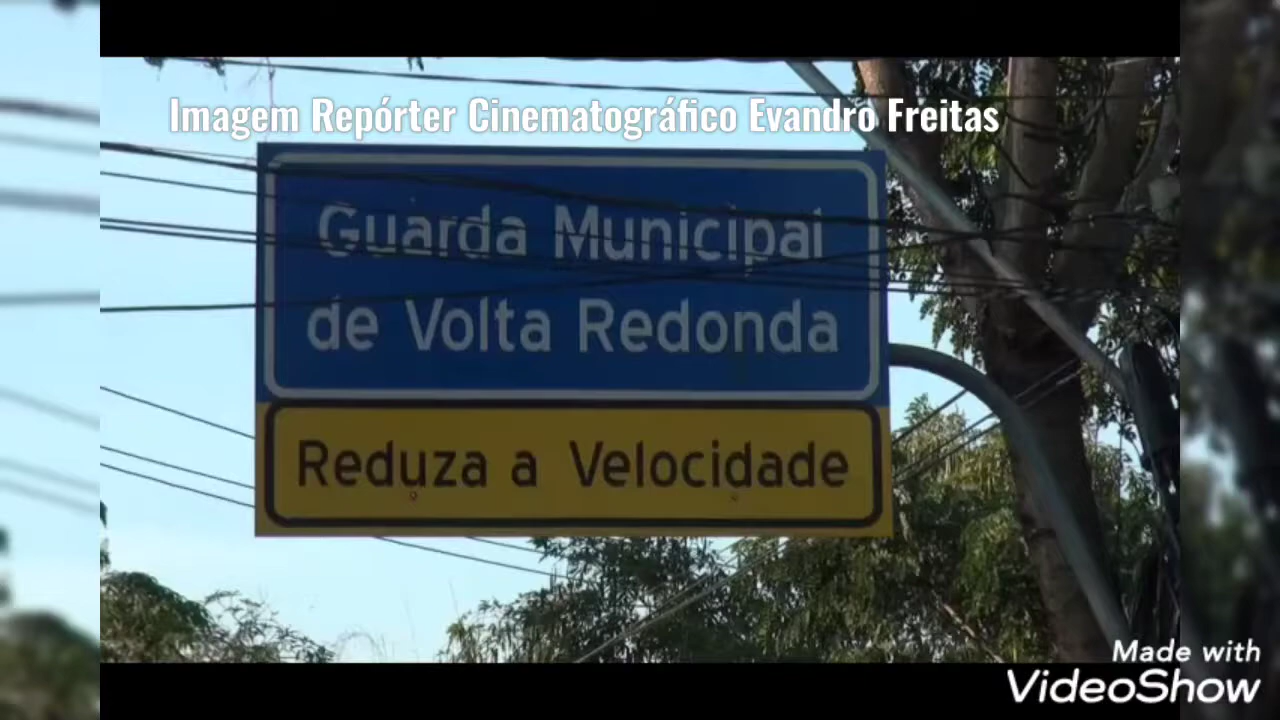 Imagem Repórter Cinematográfico Evandro Freitas
Guarda Municipal
de Volta Redonda
Reduza a Velocidade
Made with
VideoShow